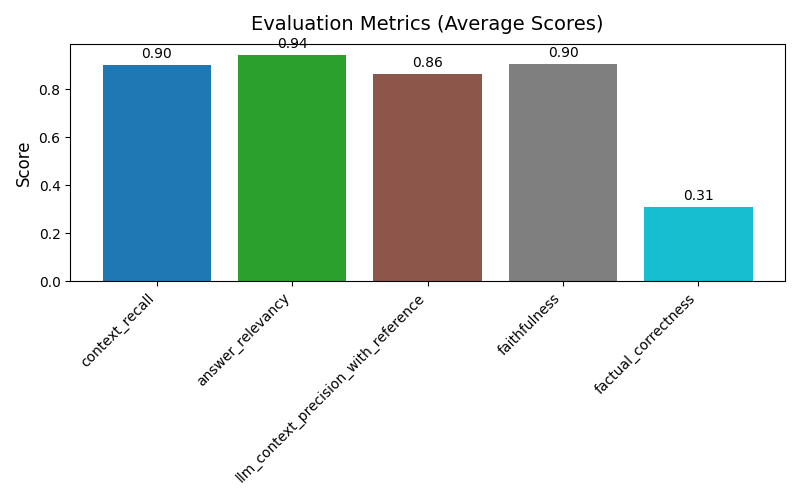 Evaluation Metrics (Average Scores)
0.90
0.94
0.86
0.90
0.31
Score
0.8
0.6
0.4
0.2
0.0
context_recall
answer_relevancy
llm_context_precision_with_reference
faithfulness
factual_correctness